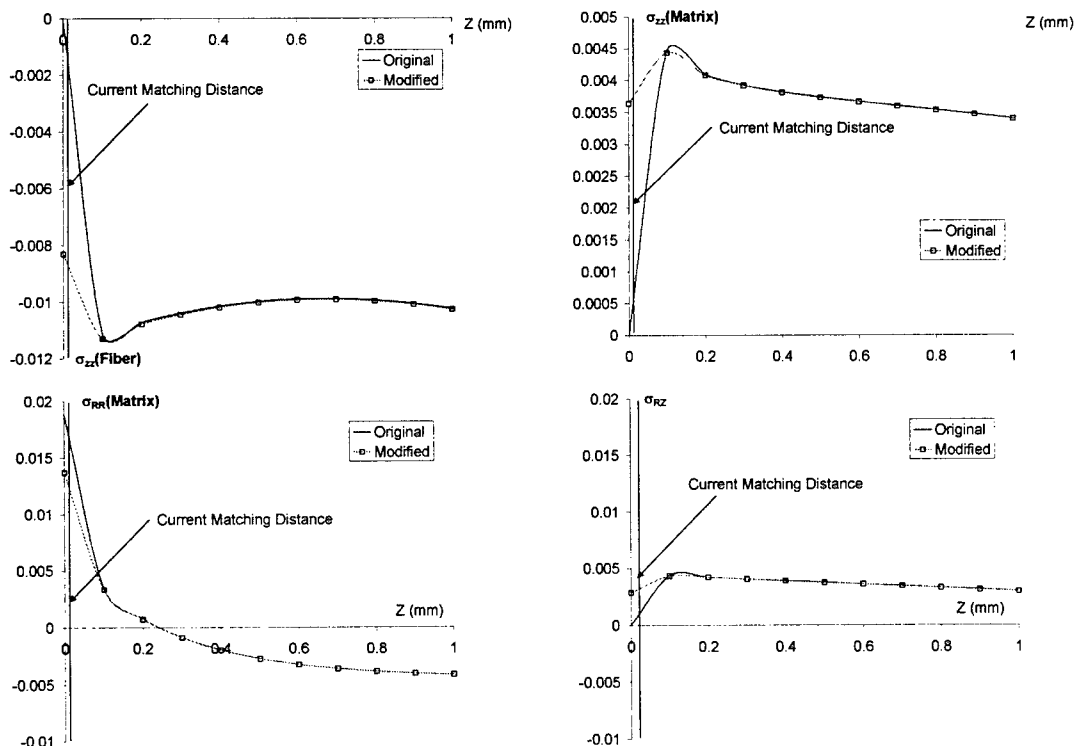 0
0
0.2
0.4
0.6
0.8
1
Z (mm)
Original
Modified
Current Matching Distance
-0.002
-0.004
-0.006
-0.008
-0.01
-0.012
σzz(Fiber)
0.005
0.0045
0.004
0.0035
0.003
0.0025
0.002
0.0015
0.001
0.0005
0
σzz(Matrix)
Z (mm)
Current Matching Distance
Original
Modified
0
0.2
0.4
0.6
0.8
1
0.02
0.015
0.01
0.005
0
-0.005
-0.01
σRR(Matrix)
Original
Modified
Current Matching Distance
Z (mm)
0
0.2
0.4
0.6
0.8
1
0.02
0.015
0.01
0.005
0
-0.005
-0.01
σRZ
Original
Modified
Current Matching Distance
Z (mm)
0
0.2
0.4
0.6
0.8
1